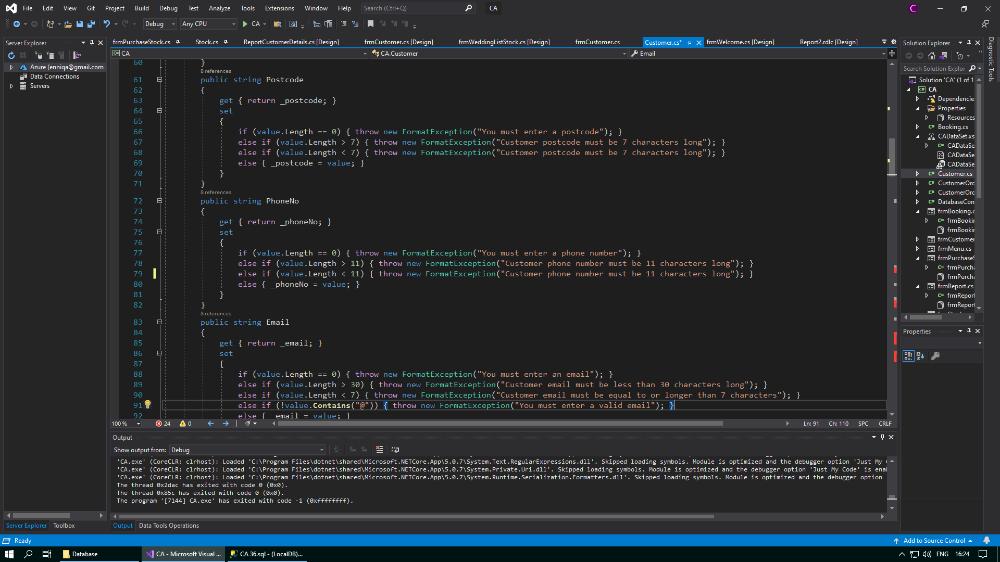 File Edit View Git Project Build Debug Test Analyze Tools Extensions Window Help Search (Ctrl+Q) CA C
Debug Any CPU CA
Server Explorer
Azure (enniqa@gmail.com
Data Connections
Servers
Server Explorer Toolbox
frmPurchaseStock.cs Stock.cs ReportCustomerDetails.cs [Design] frmCustomer.cs [Design] frmWeddingListStock.cs [Design] frmCustomer.cs Customer.cs* frmWelcome.cs [Design] Report2.rdlc [Design]
CA CA.Customer Email
60 }
8 references
61 public string Postcode
62 {
63 get { return _postcode; }
64 set
65 {
66 if (value.Length == 0) { throw new FormatException("You must enter a postcode"); }
67 else if (value.Length > 7) { throw new FormatException("Customer postcode must be 7 characters long"); }
68 else if (value.Length < 7) { throw new FormatException("Customer postcode must be 7 characters long"); }
69 else { _postcode = value; }
70 }
71 }
8 references
72 public string PhoneNo
73 {
74 get { return _phoneNo; }
75 set
76 {
77 if (value.Length == 0) { throw new FormatException("You must enter a phone number"); }
78 else if (value.Length > 11) { throw new FormatException("Customer phone number must be 11 characters long"); }
79 else if (value.Length < 11) { throw new FormatException("Customer phone number must be 11 characters long"); }
80 else { _phoneNo = value; }
81 }
82 }
8 references
83 public string Email
84 {
85 get { return _email; }
86 set
87 {
88 if (value.Length == 0) { throw new FormatException("You must enter an email"); }
89 else if (value.Length > 30) { throw new FormatException("Customer email must be less than 30 characters long"); }
90 else if (value.Length < 7) { throw new FormatException("Customer email must be equal to or longer than 7 characters"); }
91 else if (!value.Contains("@")) { throw new FormatException("You must enter a valid email"); }
92 else { _email = value; }
100 % 24 0 Ln: 91 Ch: 110 SPC CRLF
Output
Show output from: Debug
'CA.exe' (CoreCLR: clrhost): Loaded 'C:\Program Files\dotnet\shared\Microsoft.NETCore.App\5.0.7\System.Text.RegularExpressions.dll'. Skipped loading symbols. Module is optimized and the debugger option 'Just My C
'CA.exe' (CoreCLR: clrhost): Loaded 'C:\Program Files\dotnet\shared\Microsoft.NETCore.App\5.0.7\System.Private.Uri.dll'. Skipped loading symbols. Module is optimized and the debugger option 'Just My Code' is enab
'CA.exe' (CoreCLR: clrhost): Loaded 'C:\Program Files\dotnet\shared\Microsoft.NETCore.App\5.0.7\System.Runtime.Serialization.Formatters.dll'. Skipped loading symbols. Module is optimized and the debugger option
The thread 0x2dac has exited with code 0 (0x0).
The thread 0x85c has exited with code 0 (0x0).
The program '[7144] CA.exe' has exited with code -1 (0xffffffff).
Output Data Tools Operations
Solution Explorer
Search Solution Explor
Solution 'CA' (1 of 1
CA
Dependencie
Properties
Resources
Booking.cs
CADataSet.xs
CADataSe
CADataSe
CADataSe
Customer.cs
CustomerOrd
CustomerOrd
DatabaseCon
frmBooking.c
frmBookin
frmBookin
frmCustomer
frmMenu.cs
frmPurchaseS
frmPurcha
frmPurcha
frmReport.cs
frmReport
frmReport
Properties
Diagnostic Tools
Ready Add to Source Control
Database CA - Microsoft Visual ... CA 36.sql - (LocalDB)... ENG 16:24